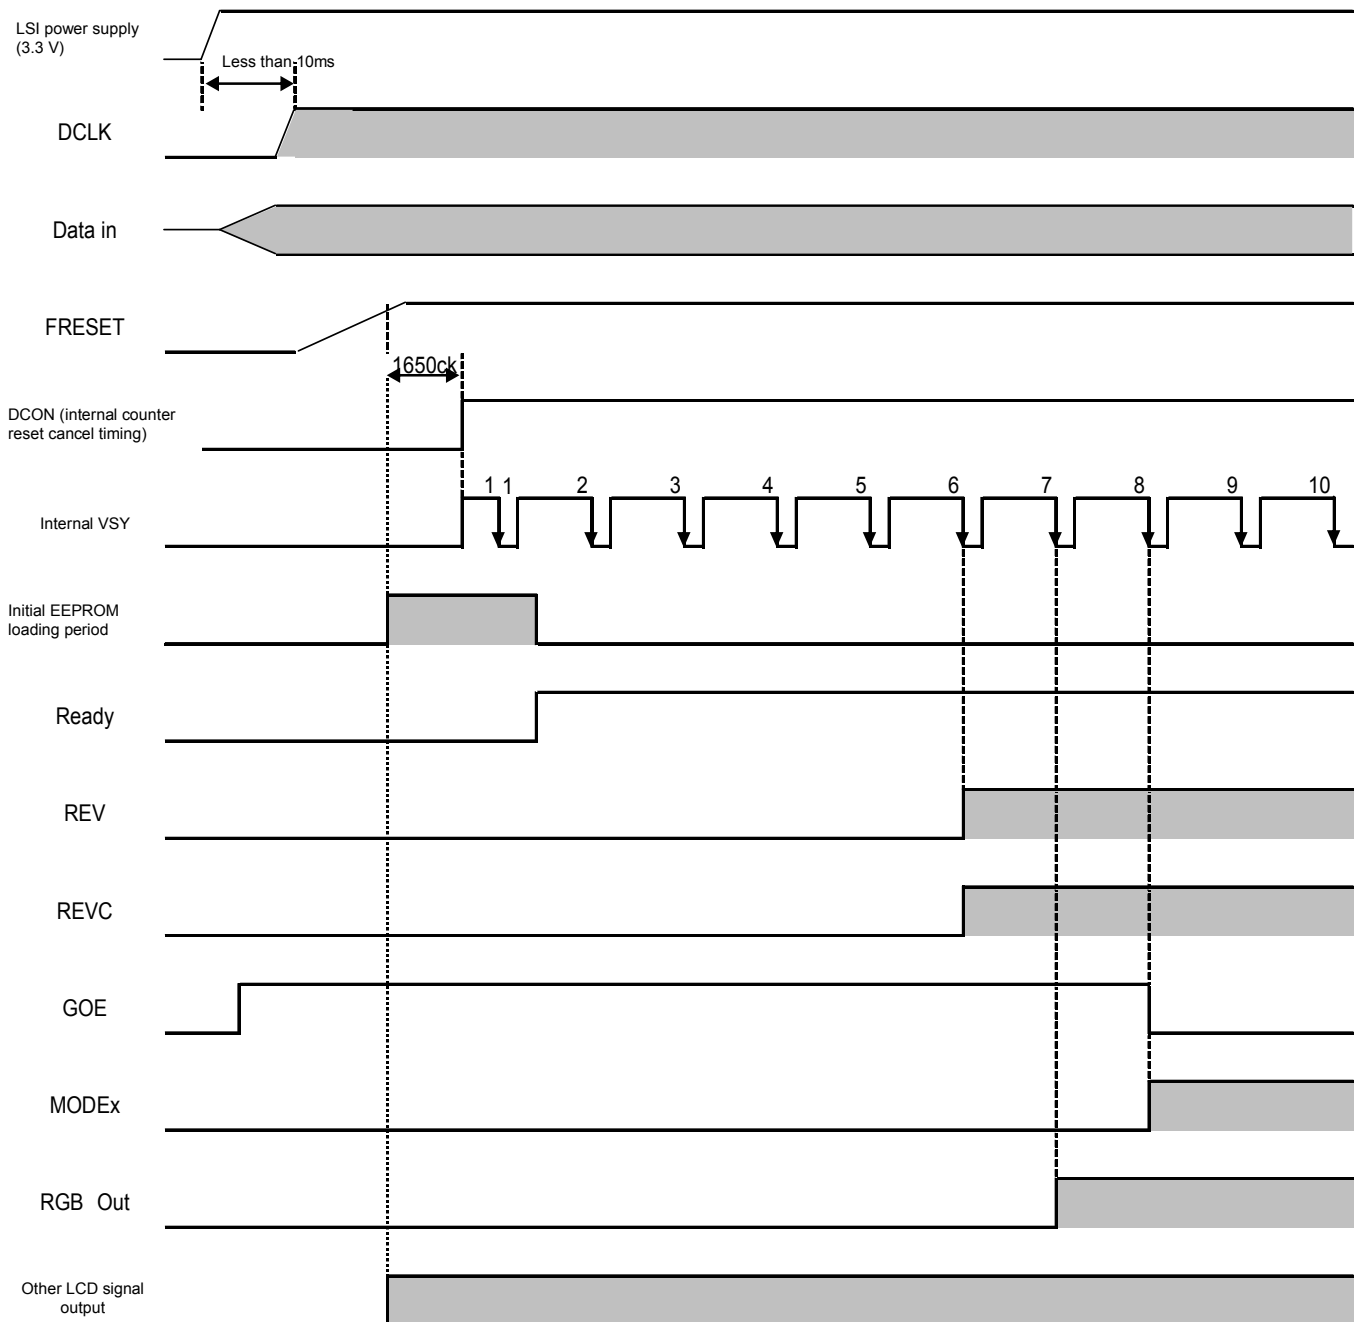 LSI power supply
(3.3 V)
Less than 10ms
DCLK
Data in
FRESET
1650ck
DCON (internal counter
reset cancel timing)
1 1 2 3 4 5 6 7 8 9 10
Internal VSY
Initial EEPROM
loading period
Ready
REV
REVC
GOE
MODEx
RGB Out
Other LCD signal
output